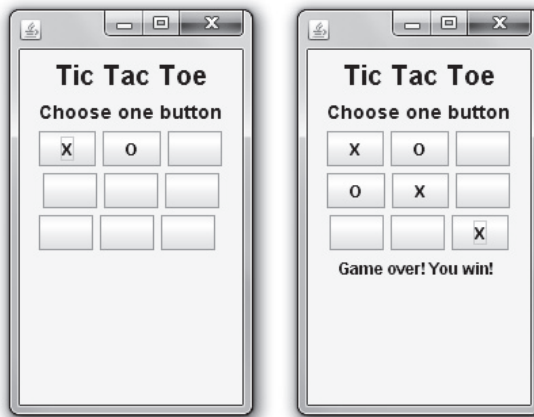 Tic Tac Toe
Choose one button
X O
Tic Tac Toe
Choose one button
X O
O X
X
Game over! You win!